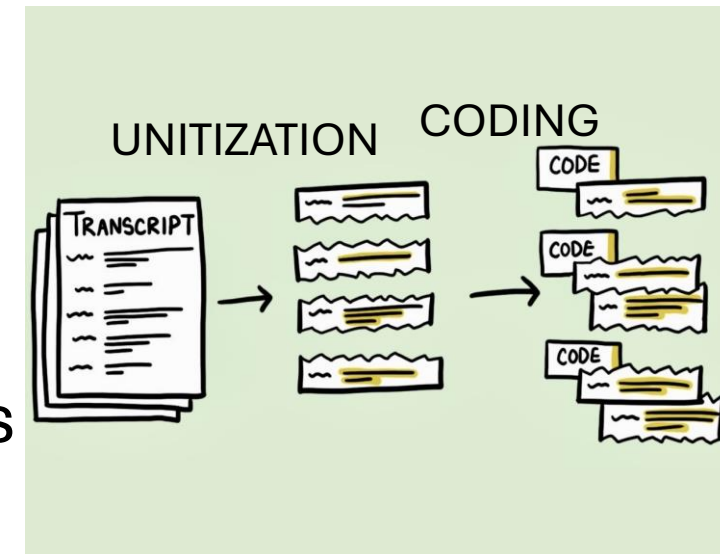 UNITIZATION
CODING
TRANSCRIPT
CODE
CODE
CODE
S